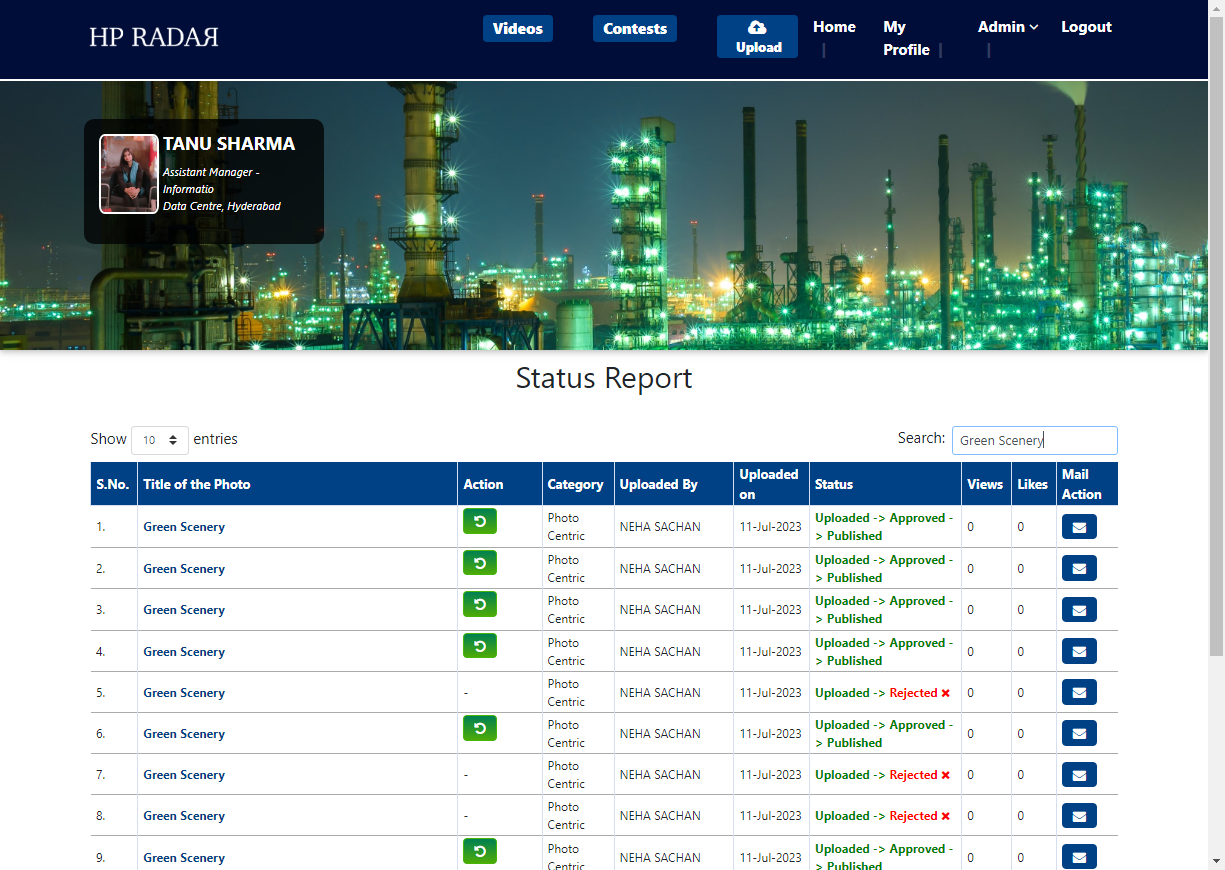 HP RADAЯ
Videos
Contests
Upload
Home
|
My
Profile |
Admin
|
Logout
TANU SHARMA
Assistant Manager -
Informatio
Data Centre, Hyderabad
Status Report
Show 10 entries
Search: Green Scenery
S.No. Title of the Photo Action Category Uploaded By Uploaded on Status Views Likes Mail Action
1. Green Scenery Photo Centric NEHA SACHAN 11-Jul-2023 Uploaded -> Approved -> Published 0 0
2. Green Scenery Photo Centric NEHA SACHAN 11-Jul-2023 Uploaded -> Approved -> Published 0 0
3. Green Scenery Photo Centric NEHA SACHAN 11-Jul-2023 Uploaded -> Approved -> Published 0 0
4. Green Scenery Photo Centric NEHA SACHAN 11-Jul-2023 Uploaded -> Approved -> Published 0 0
5. Green Scenery - Photo Centric NEHA SACHAN 11-Jul-2023 Uploaded -> Rejected ✖ 0 0
6. Green Scenery Photo Centric NEHA SACHAN 11-Jul-2023 Uploaded -> Approved -> Published 0 0
7. Green Scenery - Photo Centric NEHA SACHAN 11-Jul-2023 Uploaded -> Rejected ✖ 0 0
8. Green Scenery - Photo Centric NEHA SACHAN 11-Jul-2023 Uploaded -> Rejected ✖ 0 0
9. Green Scenery Photo Centric NEHA SACHAN 11-Jul-2023 Uploaded -> Approved -> Published 0 0